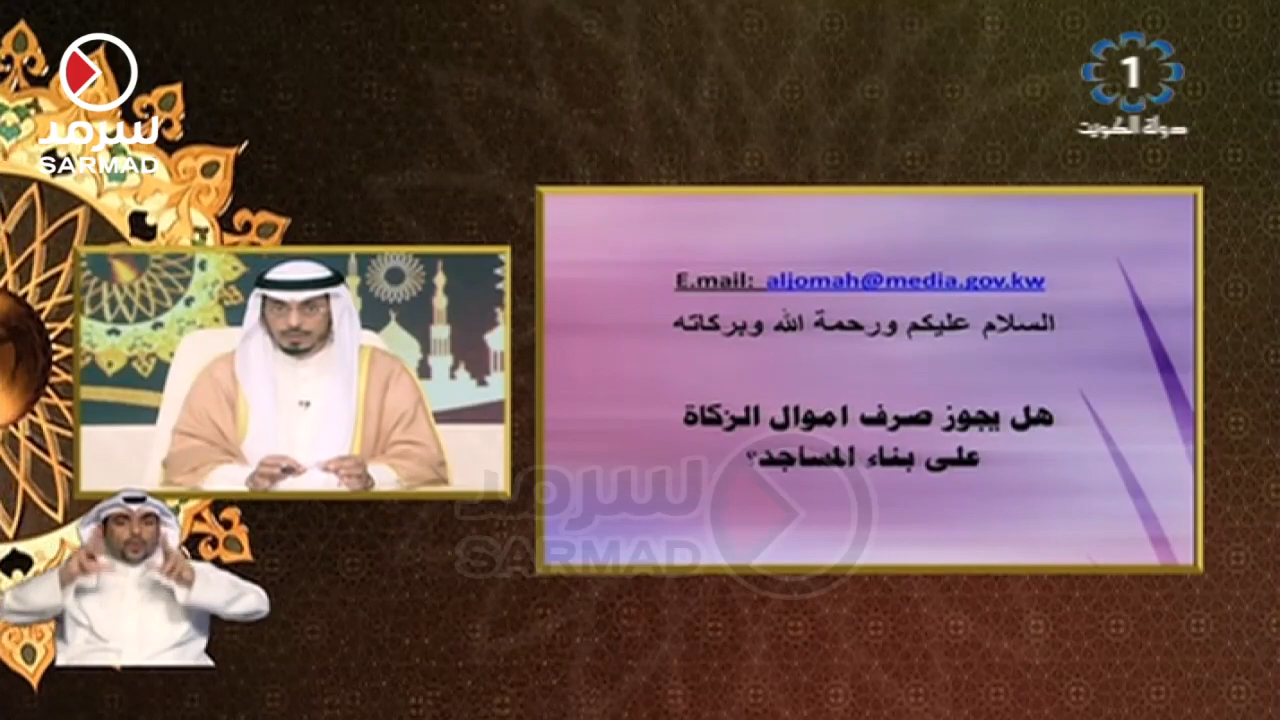 سرمد
SARMAD
1
دولة الكويت
E.mail: aljomah@media.gov.kw
السلام عليكم ورحمة الله وبركاته
هل يجوز صرف اموال الزكاة
على بناء المساجد؟
سرمد
SARMAD